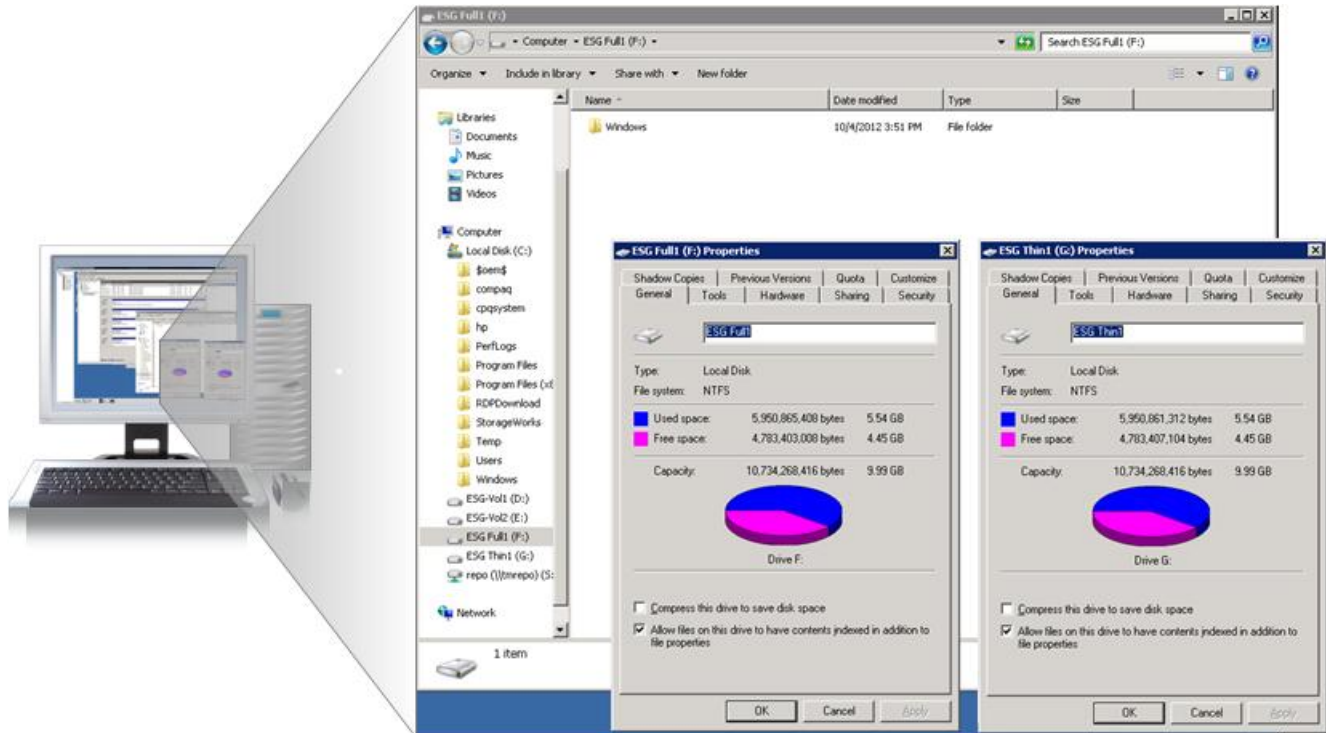 ESG Full1 (F:)
Computer ESG Full1 (F:)
Search ESG Full1 (F:)
Organize Include in library Share with New folder
Name Date modified Type Size
Windows 10/4/2012 3:51 PM File folder
Libraries
Documents
Music
Pictures
Videos
Computer
Local Disk (C:)
$oem$
compaq
cpqsystem
hp
PerfLogs
Program Files
Program Files (x8
RDPDownload
StorageWorks
Temp
Users
Windows
ESG-Vol1 (D:)
ESG-Vol2 (E:)
ESG Full1 (F:)
ESG Thin1 (G:)
repo (\\tmrepo) (S:
Network
1 item
ESG Full1 (F:) Properties
Shadow Copies Previous Versions Quota Customize
General Tools Hardware Sharing Security
ESG Full1
Type: Local Disk
File system: NTFS
Used space: 5,950,865,408 bytes 5.54 GB
Free space: 4,783,403,008 bytes 4.45 GB
Capacity: 10,734,268,416 bytes 9.99 GB
Drive F:
Compress this drive to save disk space
Allow files on this drive to have contents indexed in addition to
file properties
OK Cancel Apply
ESG Thin1 (G:) Properties
Shadow Copies Previous Versions Quota Customize
General Tools Hardware Sharing Security
ESG Thin1
Type: Local Disk
File system: NTFS
Used space: 5,950,861,312 bytes 5.54 GB
Free space: 4,783,407,104 bytes 4.45 GB
Capacity: 10,734,268,416 bytes 9.99 GB
Drive G:
Compress this drive to save disk space
Allow files on this drive to have contents indexed in addition to
file properties
OK Cancel Apply